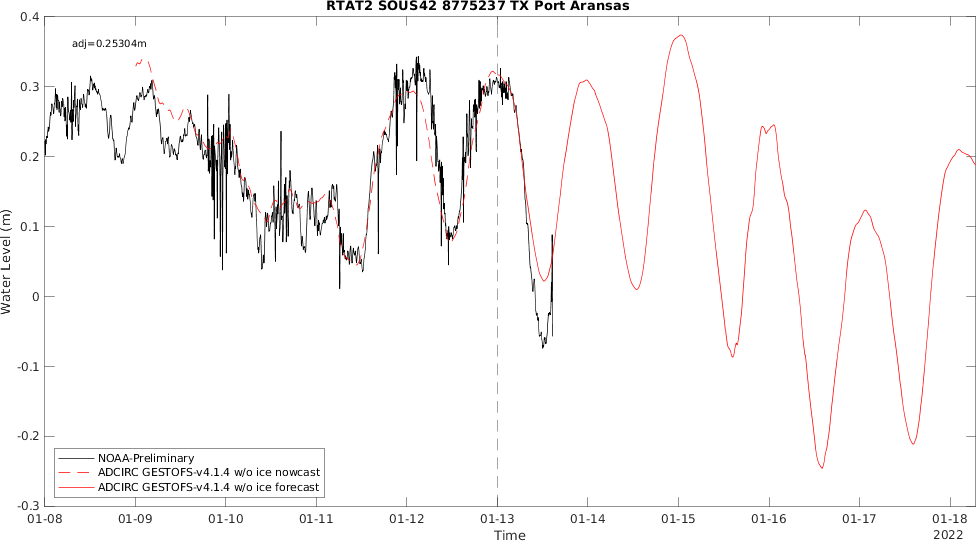 RTAT2 SOUS42 8775237 TX Port Aransas
adj=0.25304m
0.4
0.3
0.2
0.1
0
-0.1
-0.2
-0.3
Water Level (m)
NOAA-Preliminary
ADCIRC GESTOFS-v4.1.4 w/o ice nowcast
ADCIRC GESTOFS-v4.1.4 w/o ice forecast
01-08 01-09 01-10 01-11 01-12 01-13 01-14 01-15 01-16 01-17 01-18
Time
2022